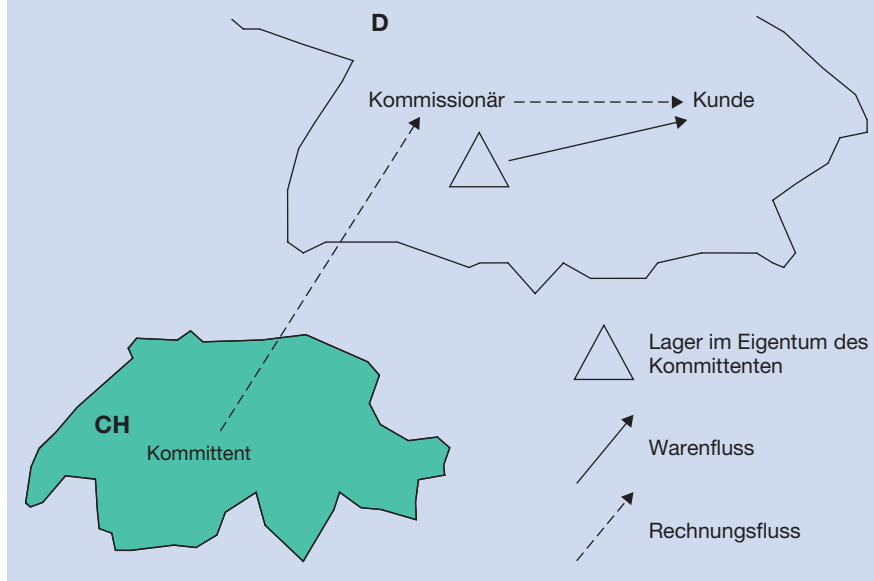 D
Kommissionär
Kunde
Lager im Eigentum des
Kommittenten
CH
Kommittent
Warenfluss
Rechnungsfluss